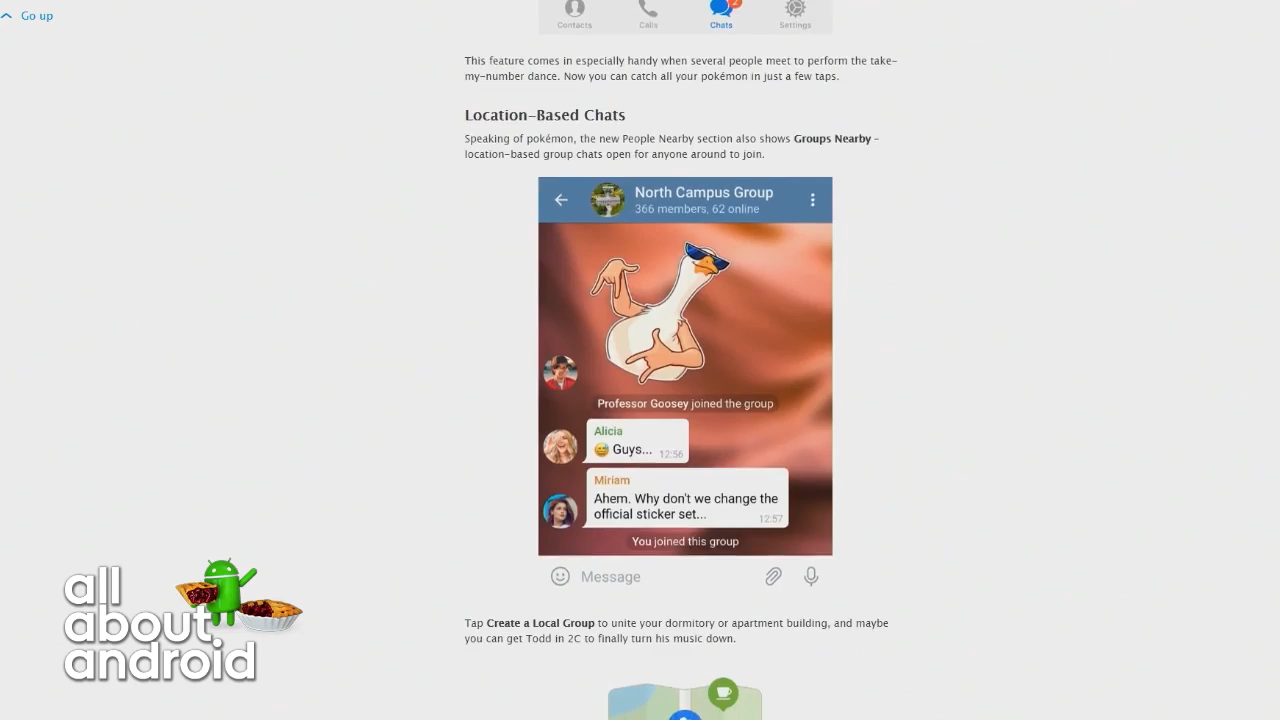 Go up
Contacts
Calls
Chats
2
Settings
This feature comes in especially handy when several people meet to perform the take-
my-number dance. Now you can catch all your pokémon in just a few taps.
Location-Based Chats
Speaking of pokémon, the new People Nearby section also shows Groups Nearby –
location-based group chats open for anyone around to join.
North Campus Group
366 members, 62 online
Professor Goosey joined the group
Alicia
😅 Guys... 12:56
Miriam
Ahem. Why don't we change the
official sticker set... 12:57
You joined this group
Message
Tap Create a Local Group to unite your dormitory or apartment building, and maybe
you can get Todd in 2C to finally turn his music down.
all
about
android